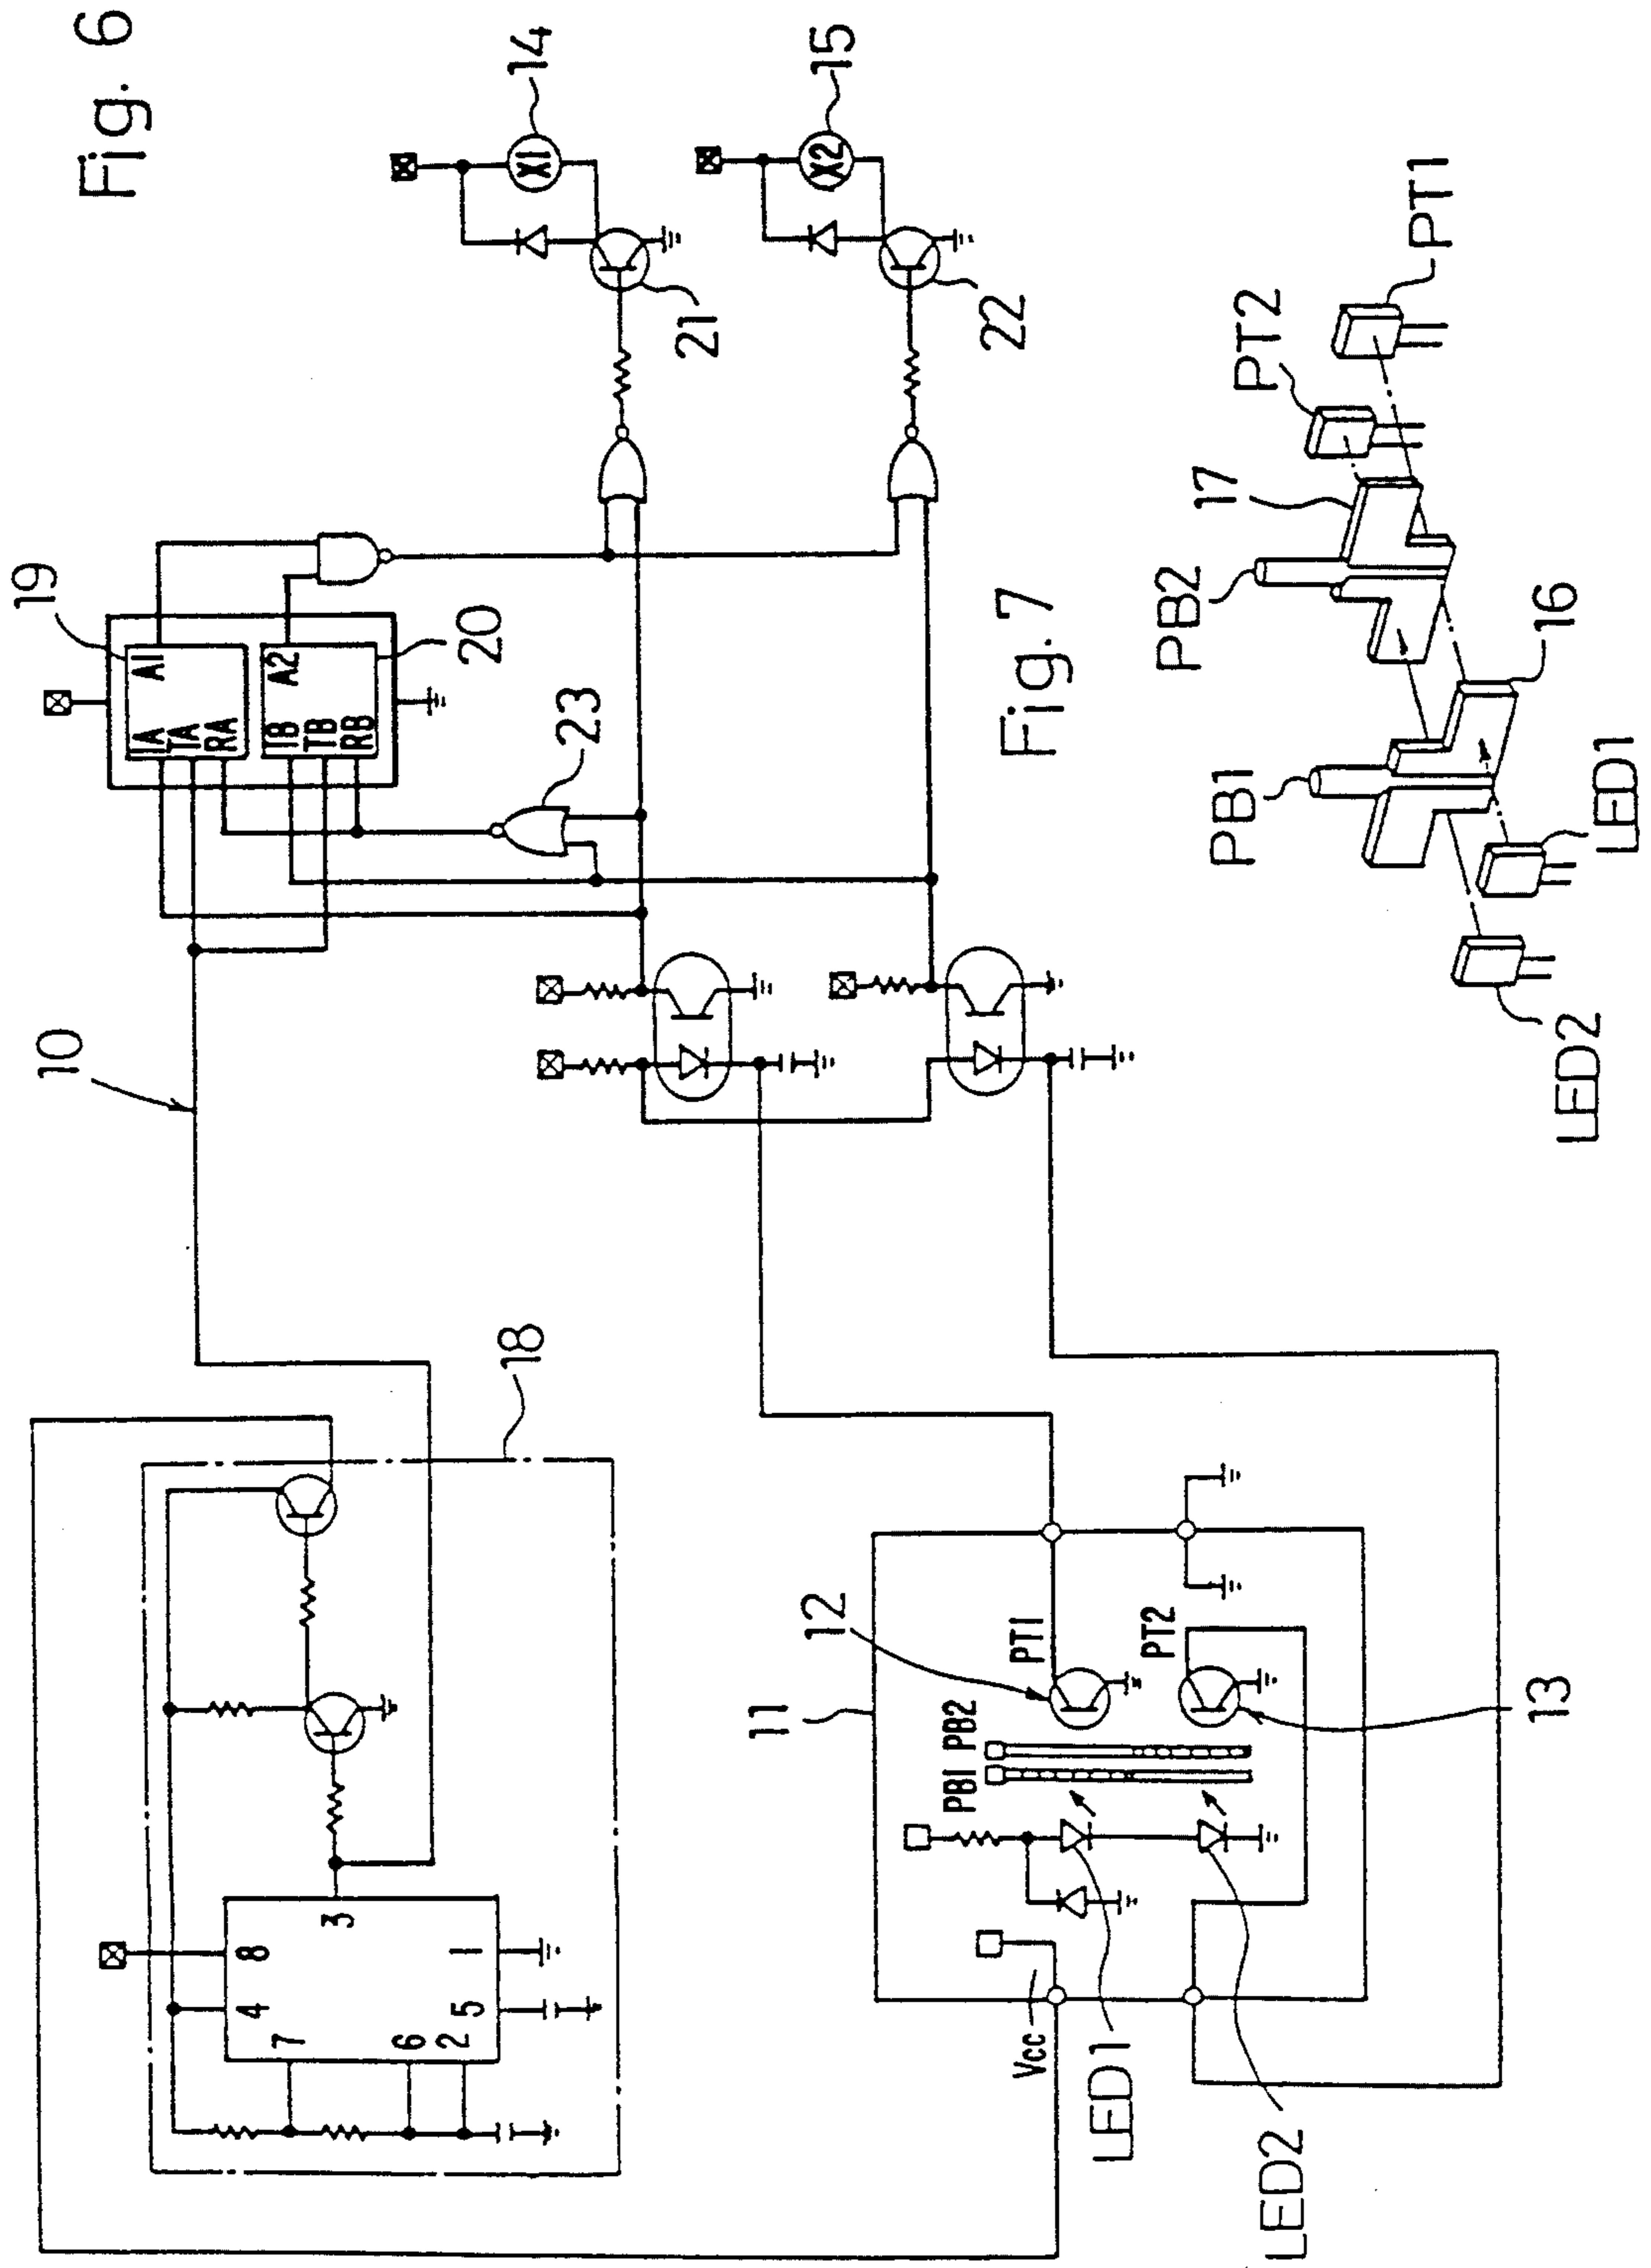 Fig. 6
10
19
IA
TA
RA
A1
IB
TB
RB
A2
20
23
X1
14
21
X2
15
22
18
8
4
7
6
2
5
1
3
11
12
13
PB1 PB2
PT1
PT2
Vcc
LED1
LED2
Fig. 7
PB1
PB2
PT2
PT1
17
16
LED1
LED2